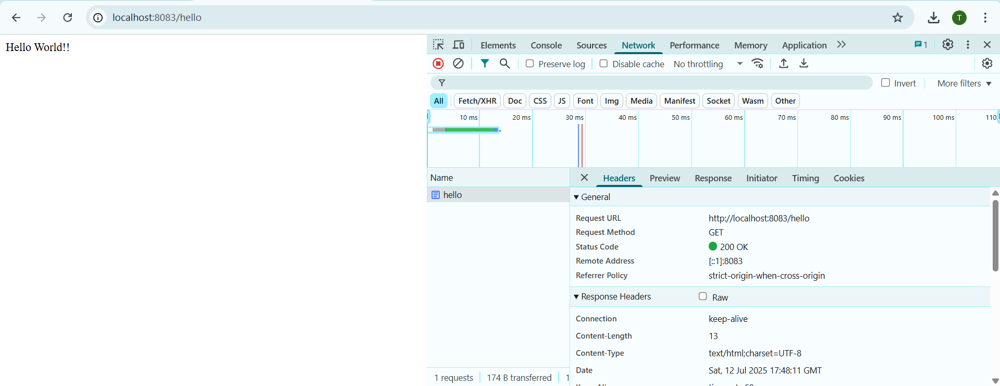 localhost:8083/hello
T
Hello World!!
Elements Console Sources Network Performance Memory Application 1
Preserve log Disable cache No throttling
Invert More filters
All Fetch/XHR Doc CSS JS Font Img Media Manifest Socket Wasm Other
10 ms 20 ms 30 ms 40 ms 50 ms 60 ms 70 ms 80 ms 90 ms 100 ms 110
Name
hello
Headers Preview Response Initiator Timing Cookies
General
Request URL http://localhost:8083/hello
Request Method GET
Status Code 200 OK
Remote Address [::1]:8083
Referrer Policy strict-origin-when-cross-origin
Response Headers Raw
Connection keep-alive
Content-Length 13
Content-Type text/html;charset=UTF-8
Date Sat, 12 Jul 2025 17:48:11 GMT
1 requests 174 B transferred 1